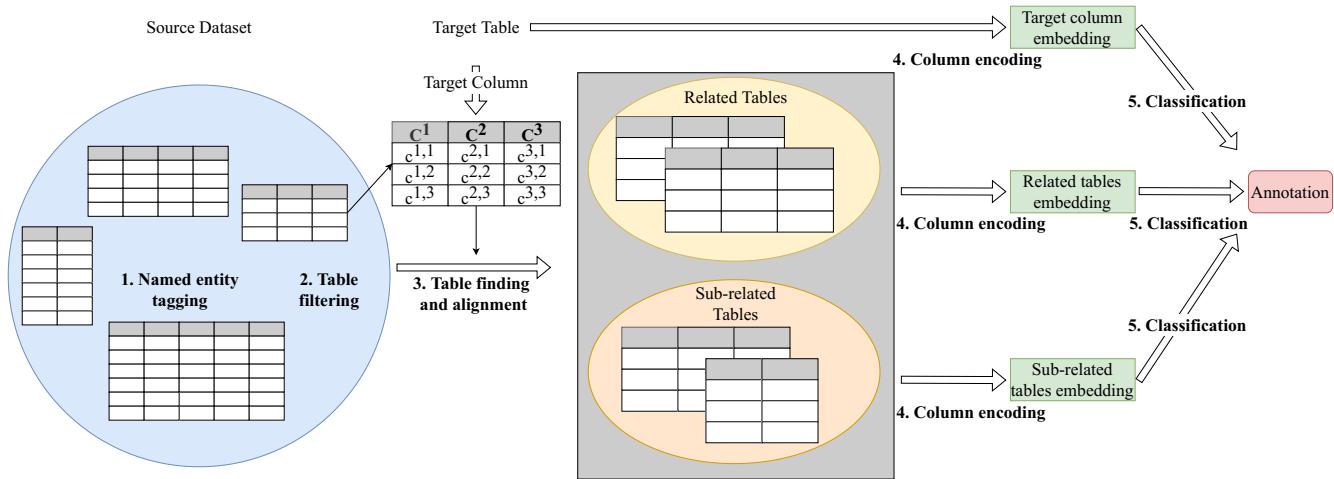 Source Dataset
Target Table
Target Column
C1 C2 C3
c1,1 c2,1 c3,1
c1,2 c2,2 c3,2
c1,3 c2,3 c3,3
1. Named entity
tagging
2. Table
filtering
3. Table finding
and alignment
Related Tables
Sub-related
Tables
Target column
embedding
4. Column encoding
5. Classification
Related tables
embedding
4. Column encoding
5. Classification
Annotation
5. Classification
Sub-related
tables embedding
4. Column encoding